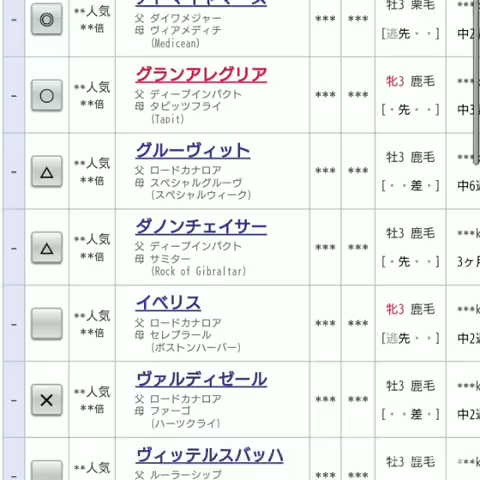 - ◎ **人気 **倍
父 ダイワメジャー
母 ヴィアメディチ
(Medicean)
*** *** 牡3 栗毛
[逃先・・] 中2
- ○ **人気 **倍
グランアレグリア
父 ディープインパクト
母 タピッツフライ
(Tapit)
*** *** 牝3 鹿毛
[・先・・]
- △ **人気 **倍
グルーヴィット
父 ロードカナロア
母 スペシャルグルーヴ
(スペシャルウィーク)
*** *** 牡3 鹿毛
[・・差・] 中6
- △ **人気 **倍
ダノンチェイサー
父 ディープインパクト
母 サミター
(Rock of Gibraltar)
*** *** 牡3 鹿毛 ***k
[・先・・] 3ヶ
- **人気 **倍
イベリス
父 ロードカナロア
母 セレブラール
(ボストンハーバー)
*** *** 牝3 鹿毛 ***k
[逃先・・] 中2
- × **人気 **倍
ヴァルディゼール
父 ロードカナロア
母 ファーゴ
(ハーツクライ)
*** *** 牡3 鹿毛 ***k
[・・差・] 中2
- **人気
ヴィッテルスバッハ
父 ルーラーシップ
*** *** 牡3 鹿毛 ***k